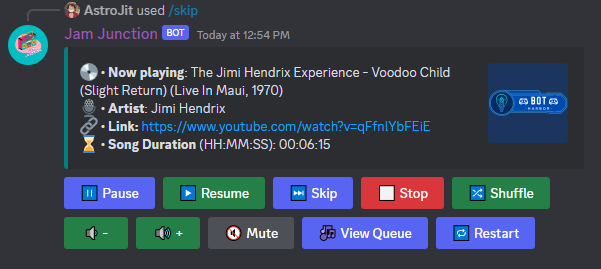 AstroJit used /skip
Jam Junction BOT Today at 12:54 PM
• Now playing: The Jimi Hendrix Experience - Voodoo Child
(Slight Return) (Live In Maui, 1970)
• Artist: Jimi Hendrix
• Link: https://www.youtube.com/watch?v=qFfnlYbFEiE
• Song Duration (HH:MM:SS): 00:06:15
BOT
HARBOR
Pause Resume Skip Stop Shuffle
- + Mute View Queue Restart